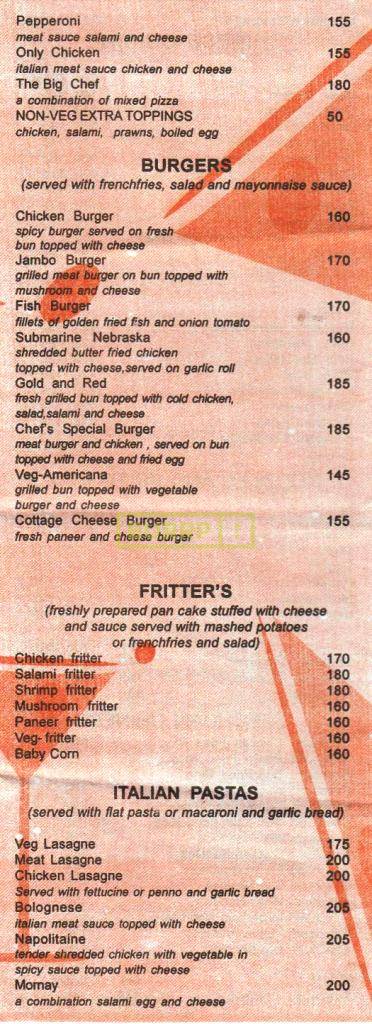 Pepperoni 155
meat sauce salami and cheese
Only Chicken 155
italian meat sauce chicken and cheese
The Big Chef 180
a combination of mixed pizza
NON-VEG EXTRA TOPPINGS 50
chicken, salami, prawns, boiled egg
BURGERS
(served with frenchfries, salad and mayonnaise sauce)
Chicken Burger 160
spicy burger served on fresh
bun topped with cheese
Jambo Burger 170
grilled meat burger on bun topped with
mushroom and cheese
Fish Burger 170
fillets of golden fried fish and onion tomato
Submarine Nebraska 160
shredded butter fried chicken
topped with cheese,served on garlic roll
Gold and Red 185
fresh grilled bun topped with cold chicken,
salad,salami and cheese
Chef's Special Burger 185
meat burger and chicken , served on bun
topped with cheese and fried egg
Veg-Americana 145
grilled bun topped with vegetable
burger and cheese
Cottage Cheese Burger 155
fresh paneer and cheese burger
FRITTER'S
(freshly prepared pan cake stuffed with cheese
and sauce served with mashed potatoes
or frenchfries and salad)
Chicken fritter 170
Salami fritter 180
Shrimp fritter 180
Mushroom fritter 160
Paneer fritter 160
Veg- fritter 160
Baby Corn 160
ITALIAN PASTAS
(served with flat pasta or macaroni and garlic bread)
Veg Lasagne 175
Meat Lasagne 200
Chicken Lasagne 200
Served with fettucine or penno and garlic bread
Bolognese 205
italian meat sauce topped with cheese
Napolitaine 205
tender shredded chicken with vegetable in
spicy sauce topped with cheese
Mornay 200
a combination salami egg and cheese